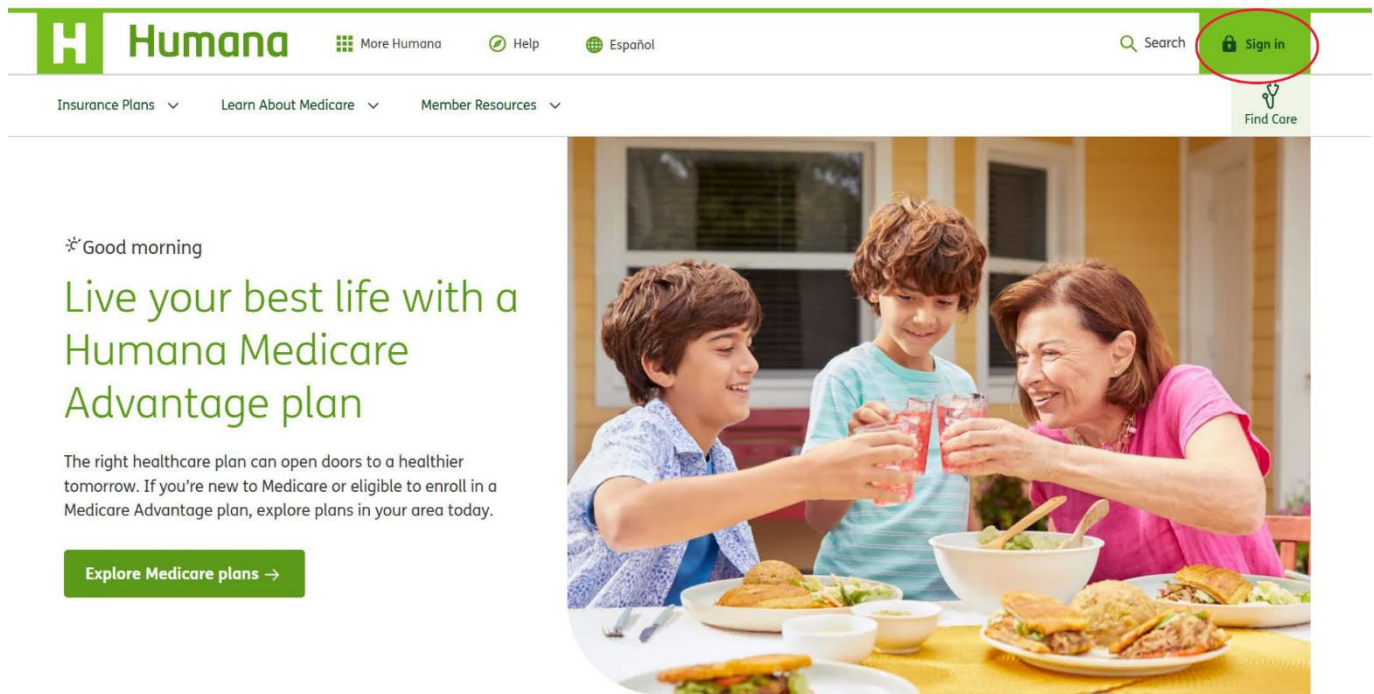 H Humana More Humana Help Español Search Sign in
Insurance Plans Learn About Medicare Member Resources Find Care
Good morning
Live your best life with a
Humana Medicare
Advantage plan
The right healthcare plan can open doors to a healthier
tomorrow. If you're new to Medicare or eligible to enroll in a
Medicare Advantage plan, explore plans in your area today.
Explore Medicare plans →